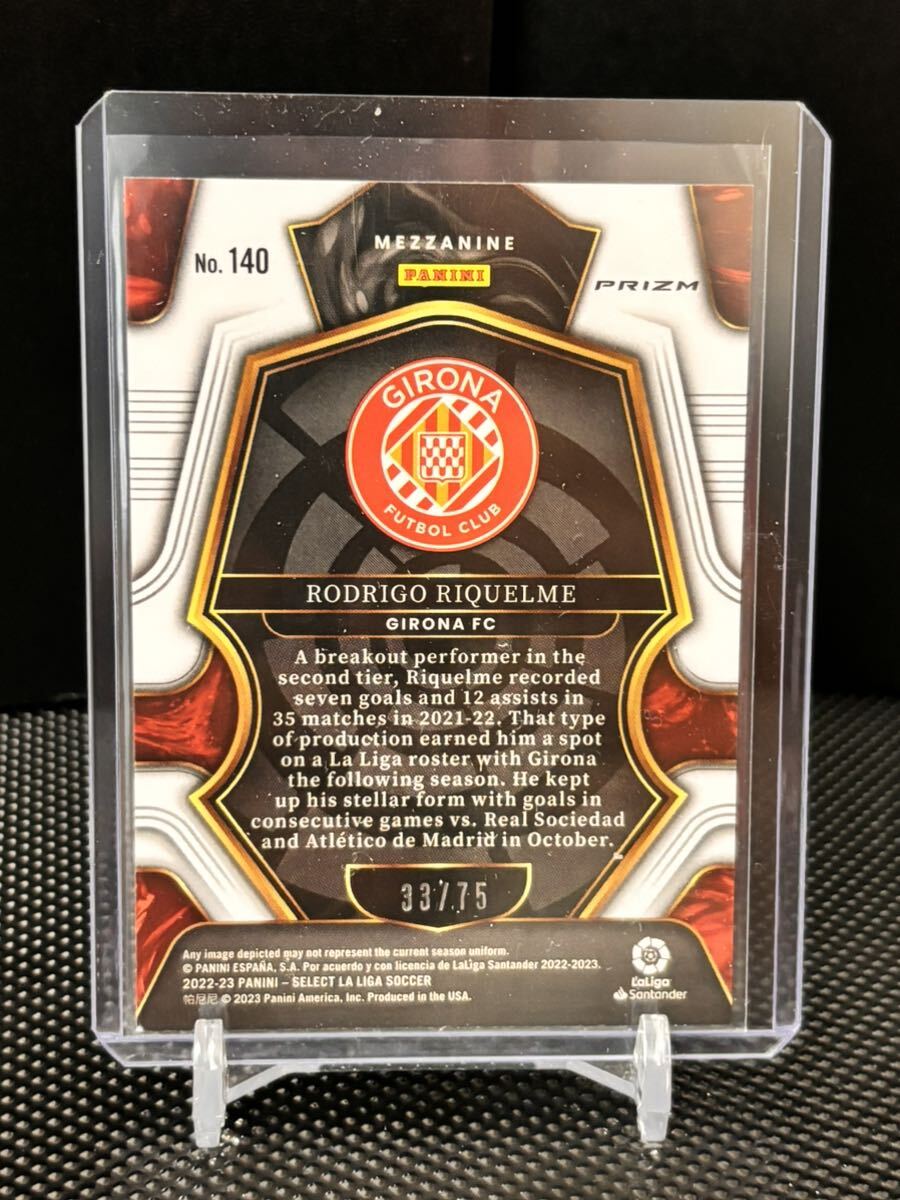 MEZZANINE
No. 140
PANINI
PRIZM
GIRONA
FUTBOL CLUB
RODRIGO RIQUELME
GIRONA FC
A breakout performer in the
second tier, Riquelme recorded
seven goals and 12 assists in
35 matches in 2021-22. That type
of production earned him a spot
on a La Liga roster with Girona
the following season. He kept
up his stellar form with goals in
consecutive games vs. Real Sociedad
and Atlético de Madrid in October.
33/75
Any image depicted may not represent the current season uniform.
© PANINI ESPAÑA, S.A. Por acuerdo y con licencia de LaLiga Santander 2022-2023.
2022-23 PANINI – SELECT LA LIGA SOCCER
帕尼尼 © 2023 Panini America, Inc. Produced in the USA.
LaLiga
Santander